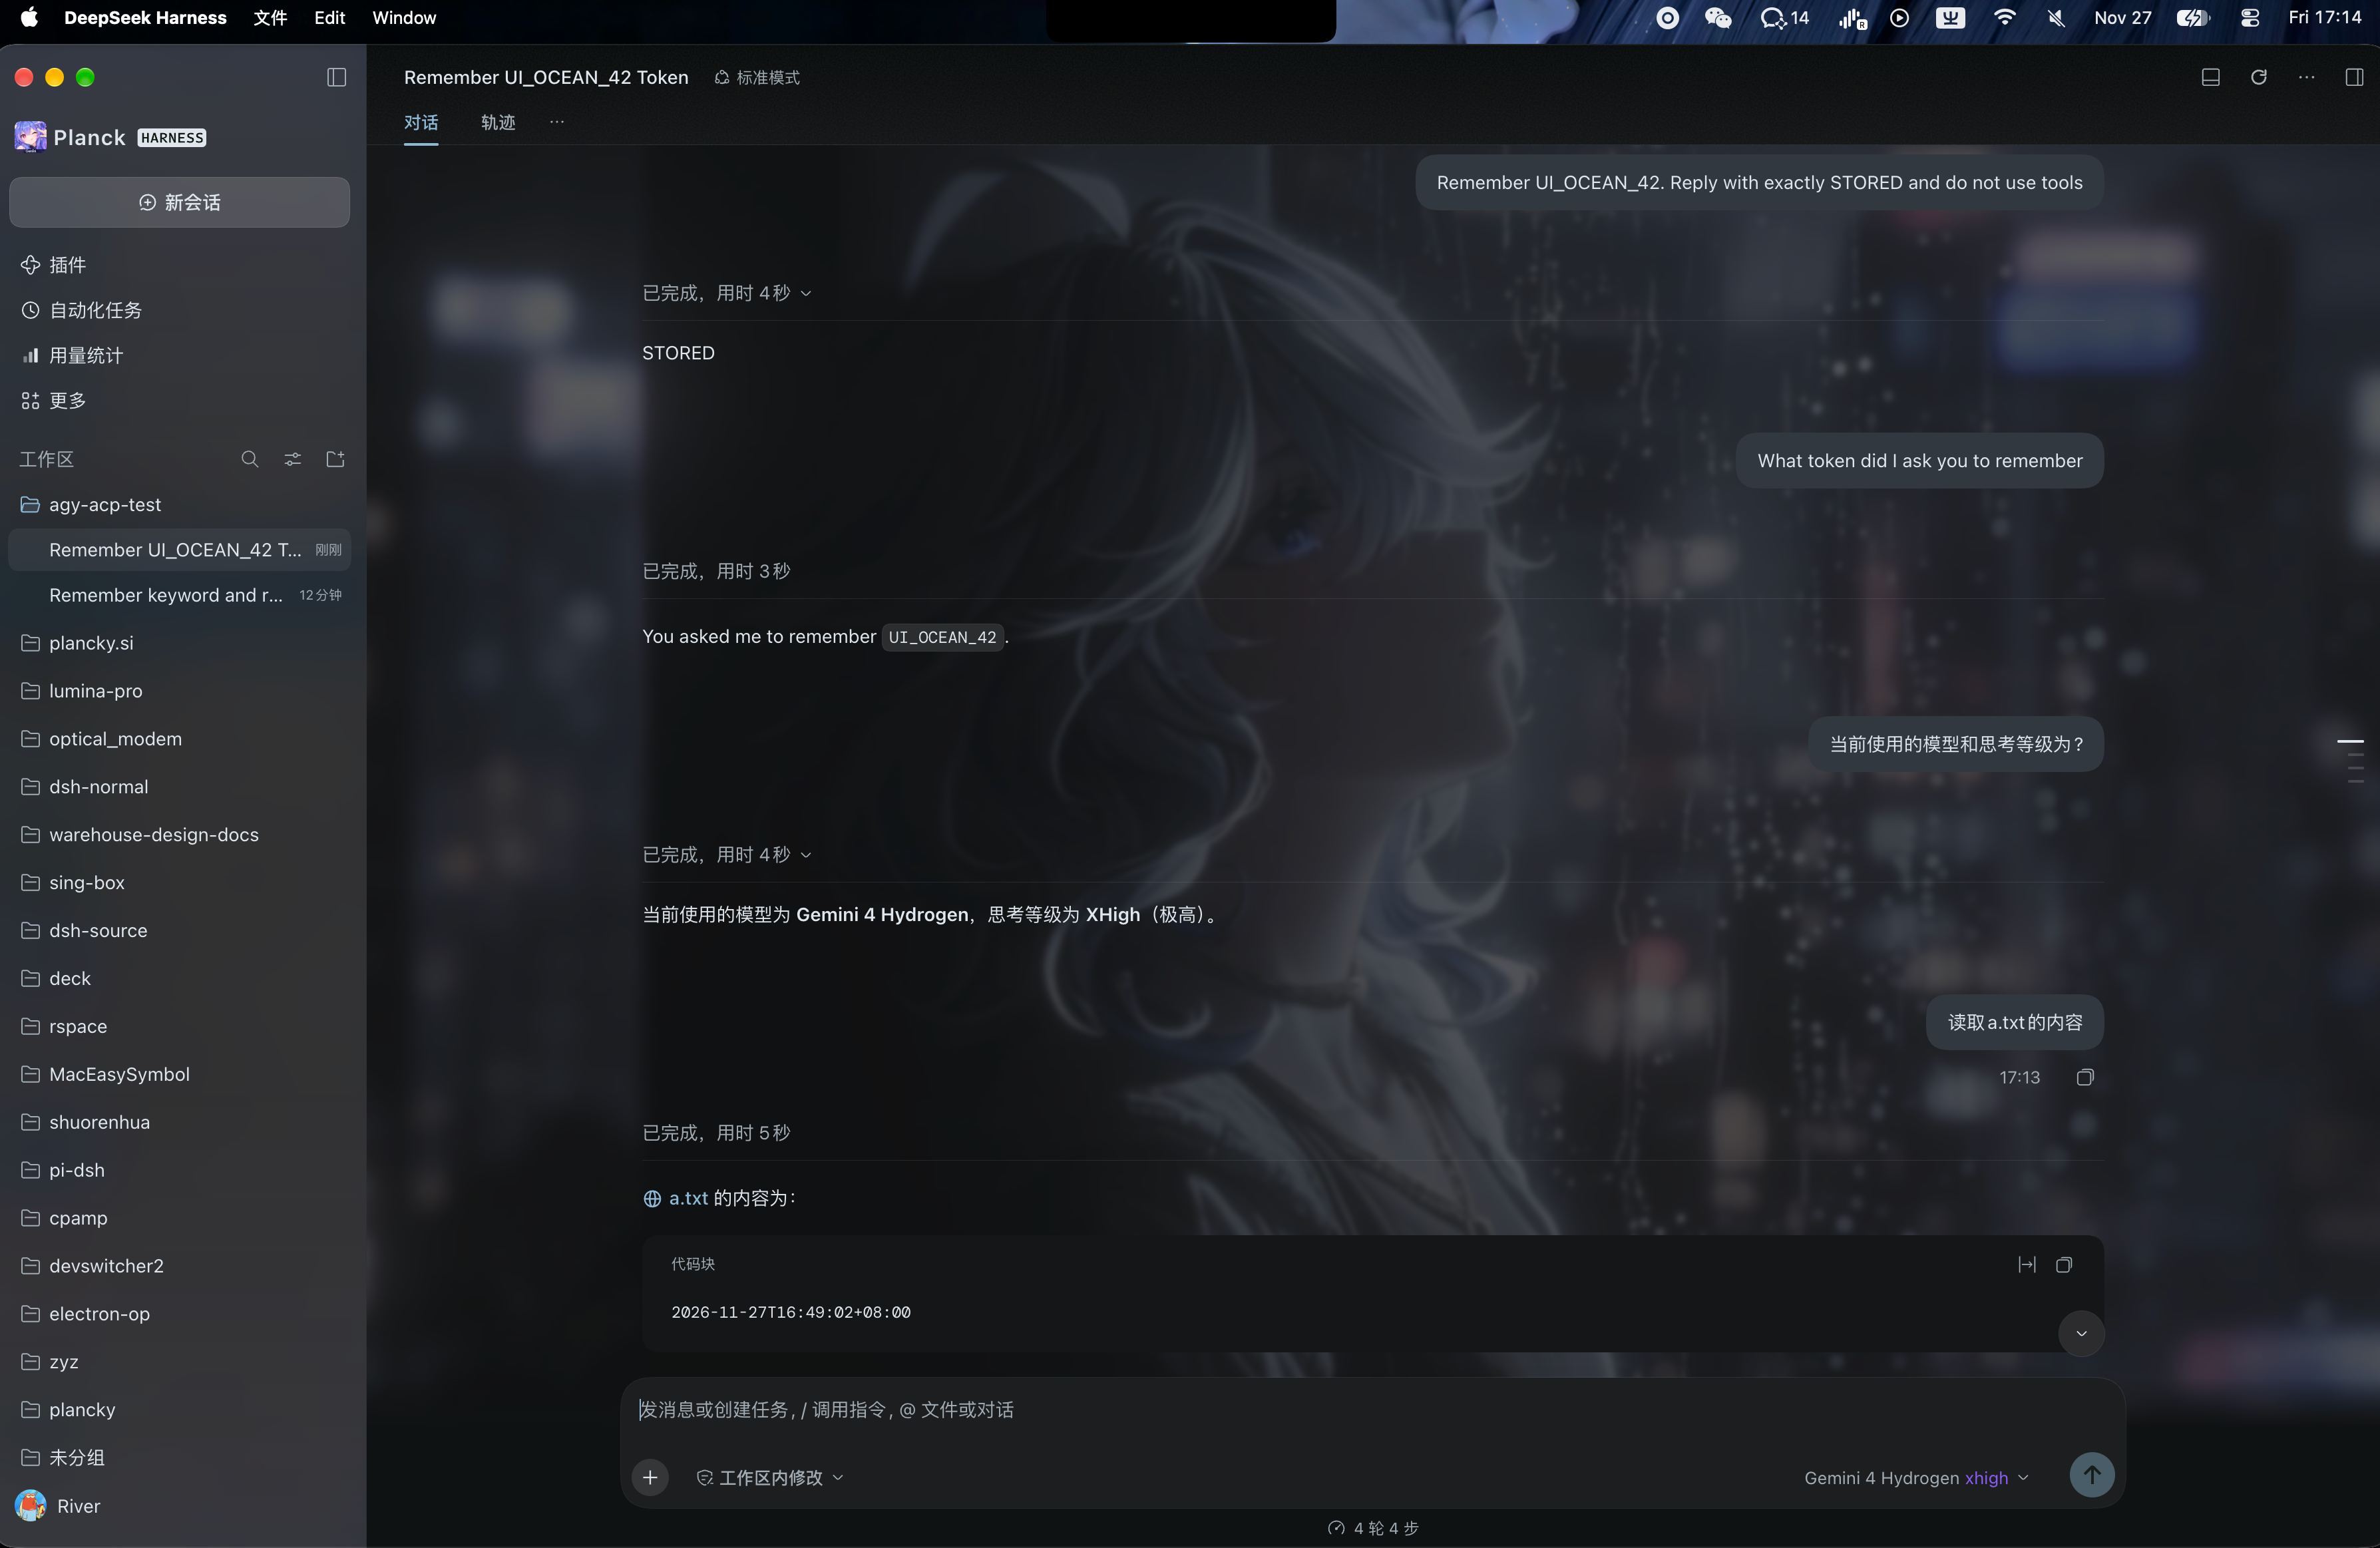 DeepSeek Harness 文件 Edit Window
14
Nov 27
Fri 17:14
Planck HARNESS
新会话
插件
自动化任务
用量统计
更多
工作区
agy-acp-test
Remember UI_OCEAN_42 T... 刚刚
Remember keyword and r... 12分钟
plancky.si
lumina-pro
optical_modem
dsh-normal
warehouse-design-docs
sing-box
dsh-source
deck
rspace
MacEasySymbol
shuorenhua
pi-dsh
cpamp
devswitcher2
electron-op
zyz
plancky
未分组
River
Remember UI_OCEAN_42 Token 标准模式
对话 轨迹 ...
Remember UI_OCEAN_42. Reply with exactly STORED and do not use tools
已完成，用时 4秒
STORED
What token did I ask you to remember
已完成，用时 3秒
You asked me to remember UI_OCEAN_42.
当前使用的模型和思考等级为？
已完成，用时 4秒
当前使用的模型为 Gemini 4 Hydrogen，思考等级为 XHigh（极高）。
读取a.txt的内容
17:13
已完成，用时 5秒
a.txt 的内容为：
代码块
2026-11-27T16:49:02+08:00
发消息或创建任务, / 调用指令, @ 文件或对话
工作区内修改
Gemini 4 Hydrogen xhigh
4 轮 4 步